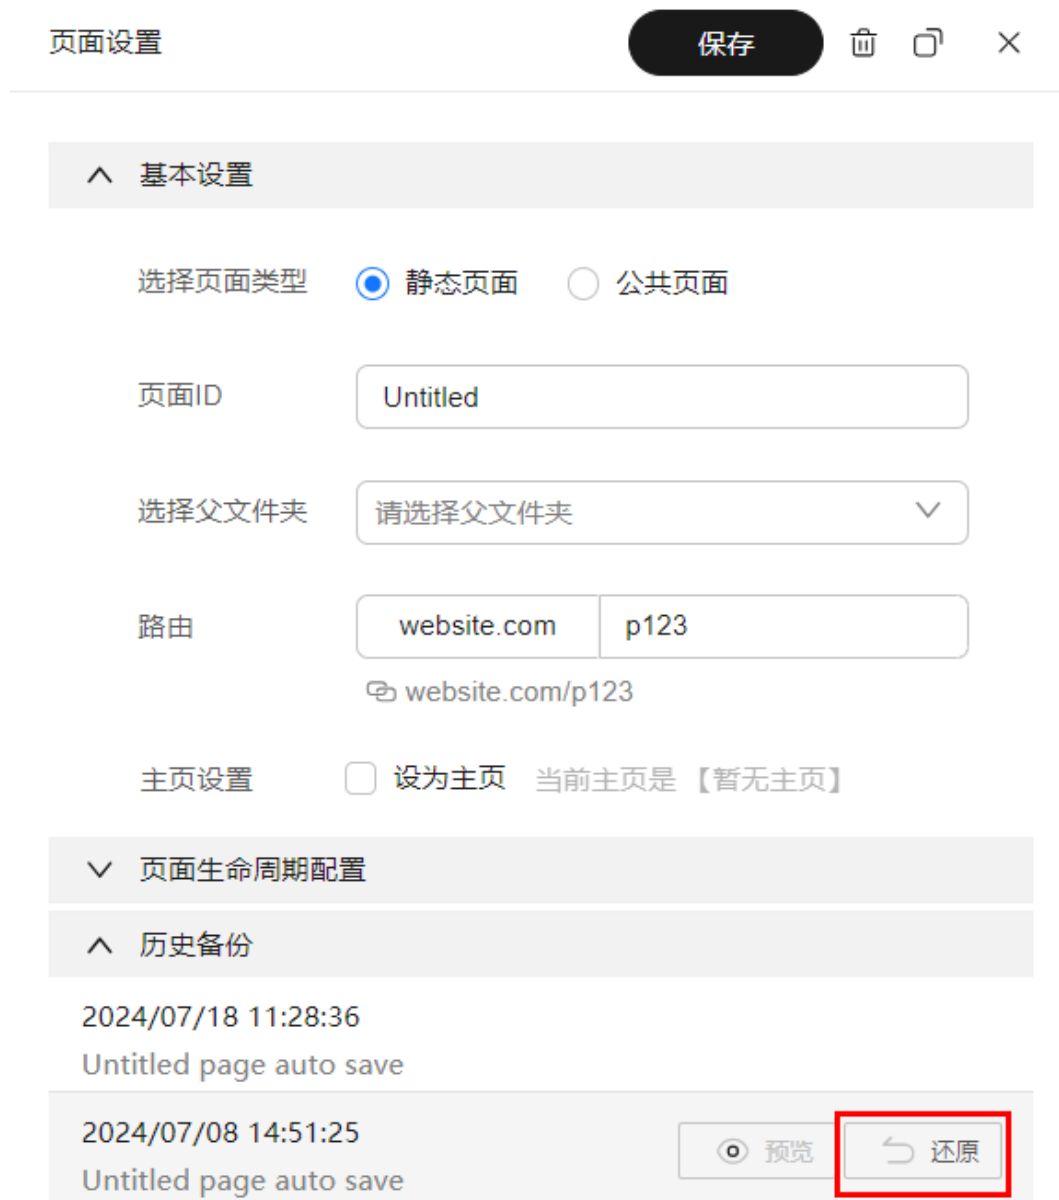 页面设置
保存
基本设置
选择页面类型 静态页面 公共页面
页面ID Untitled
选择父文件夹 请选择父文件夹
路由 website.com p123
website.com/p123
主页设置 设为主页 当前主页是 【暂无主页】
页面生命周期配置
历史备份
2024/07/18 11:28:36
Untitled page auto save
2024/07/08 14:51:25
预览 还原
Untitled page auto save